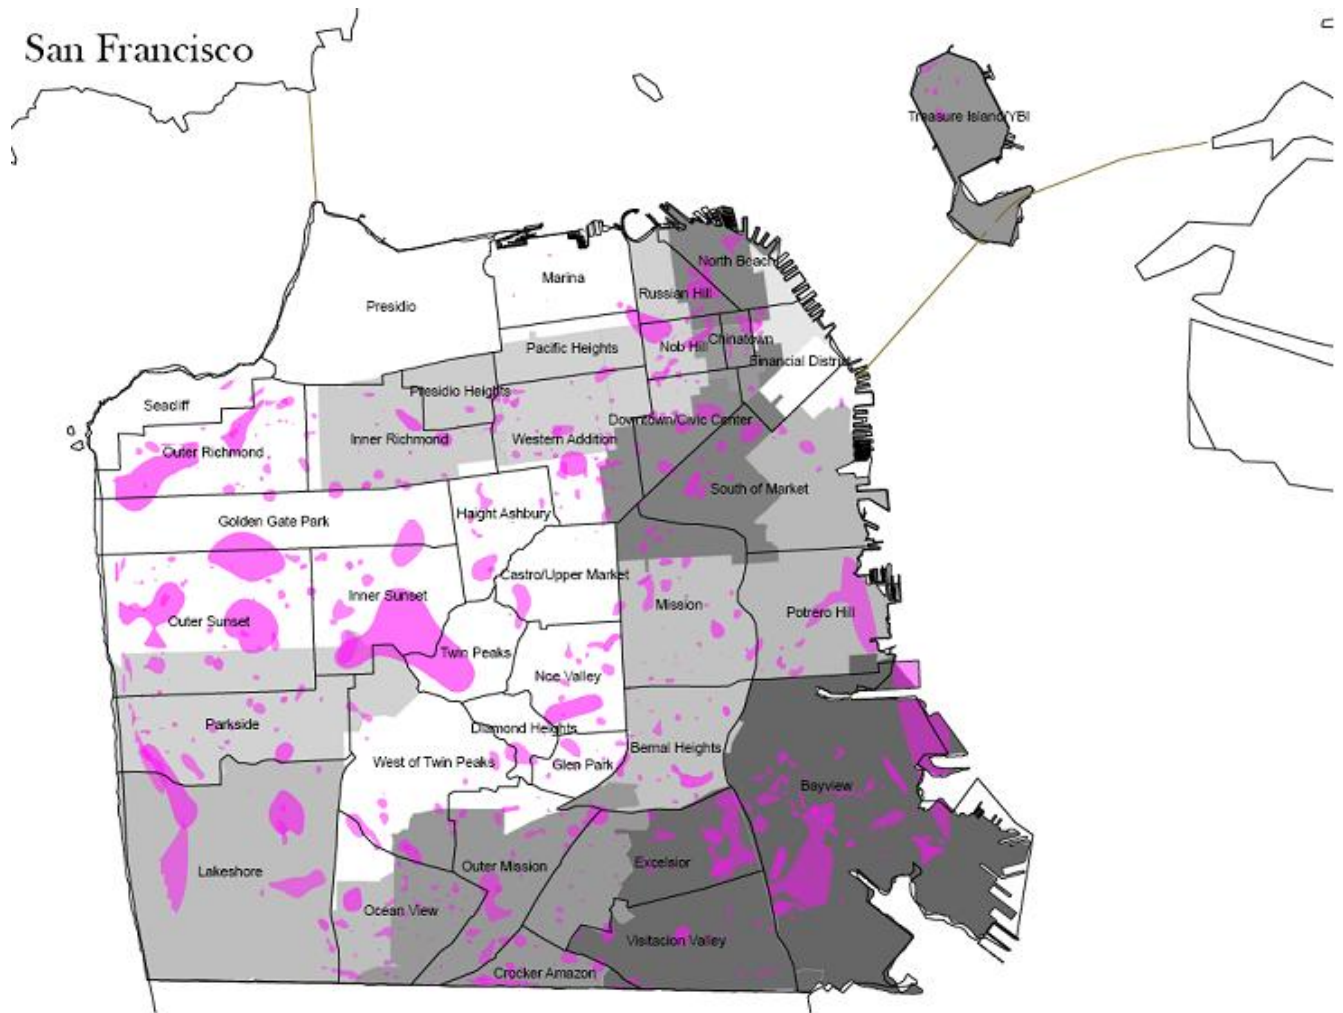 San Francisco
Treasure Island/YBI
North Beach
Marina
Russian Hill
Presidio
Chinatown
Nob Hill
Pacific Heights
Financial District
Presidio Heights
Seacliff
Downtown/Civic Center
Inner Richmond
Western Addition
Outer Richmond
South of Market
Haight Ashbury
Golden Gate Park
Castro/Upper Market
Inner Sunset
Mission
Potrero Hill
Outer Sunset
Twin Peaks
Noe Valley
Parkside
Diamond Heights
Bernal Heights
West of Twin Peaks
Glen Park
Bayview
Excelsior
Outer Mission
Lakeshore
Ocean View
Visitacion Valley
Crocker Amazon